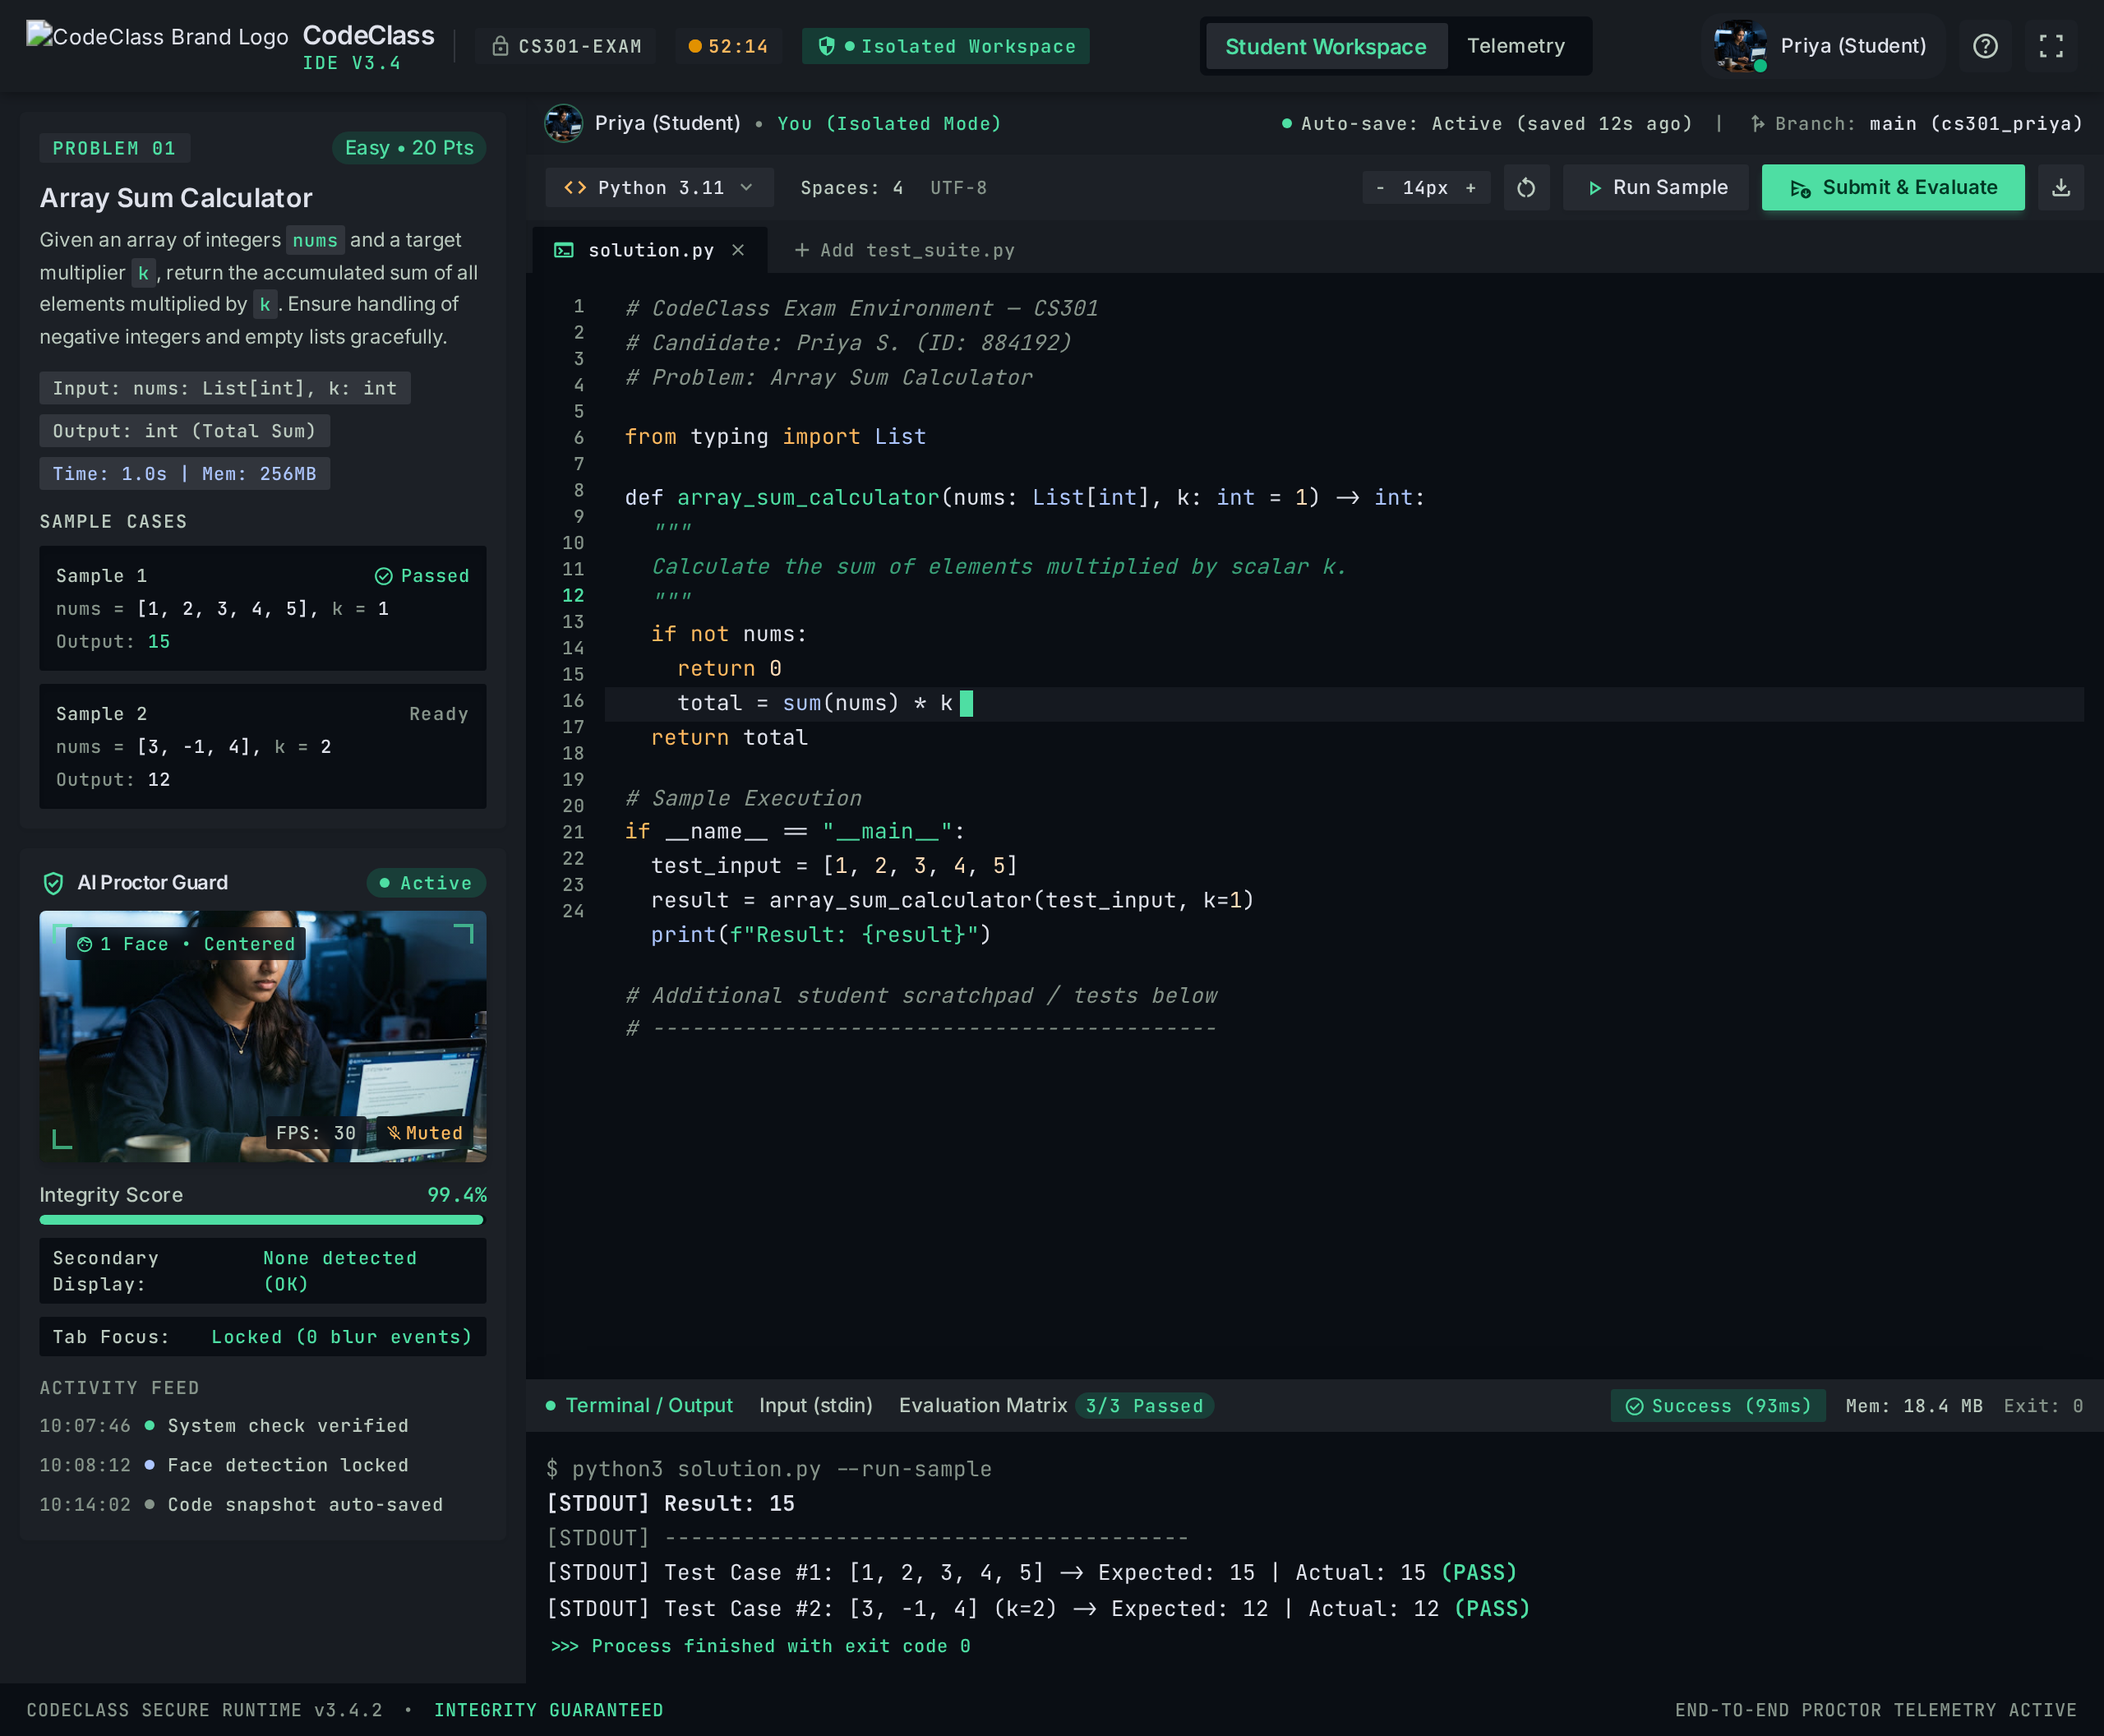 CodeClass Brand Logo
CodeClass
IDE V3.4
CS301-EXAM
52:14
Isolated Workspace
Student Workspace
Telemetry
Priya (Student)
PROBLEM 01
Easy • 20 Pts
Array Sum Calculator
Given an array of integers nums and a target
multiplier k, return the accumulated sum of all
elements multiplied by k. Ensure handling of
negative integers and empty lists gracefully.
Input: nums: List[int], k: int
Output: int (Total Sum)
Time: 1.0s | Mem: 256MB
SAMPLE CASES
Sample 1 Passed
nums = [1, 2, 3, 4, 5], k = 1
Output: 15
Sample 2 Ready
nums = [3, -1, 4], k = 2
Output: 12
AI Proctor Guard Active
1 Face • Centered
FPS: 30 Muted
Integrity Score 99.4%
Secondary Display: None detected (OK)
Tab Focus: Locked (0 blur events)
ACTIVITY FEED
10:07:46 • System check verified
10:08:12 • Face detection locked
10:14:02 • Code snapshot auto-saved
Priya (Student) • You (Isolated Mode)
Auto-save: Active (saved 12s ago) | Branch: main (cs301_priya)
Python 3.11 Spaces: 4 UTF-8
- 14px + Run Sample Submit & Evaluate
solution.py × + Add test_suite.py
1
2
3
4
5
6
7
8
9
10
11
12
13
14
15
16
17
18
19
20
21
22
23
24
# CodeClass Exam Environment — CS301
# Candidate: Priya S. (ID: 884192)
# Problem: Array Sum Calculator
from typing import List
def array_sum_calculator(nums: List[int], k: int = 1) -> int:
"""
Calculate the sum of elements multiplied by scalar k.
"""
if not nums:
return 0
total = sum(nums) * k
return total
# Sample Execution
if __name__ == "__main__":
test_input = [1, 2, 3, 4, 5]
result = array_sum_calculator(test_input, k=1)
print(f"Result: {result}")
# Additional student scratchpad / tests below
# -------------------------------------------
Terminal / Output Input (stdin) Evaluation Matrix 3/3 Passed
Success (93ms) Mem: 18.4 MB Exit: 0
$ python3 solution.py --run-sample
[STDOUT] Result: 15
[STDOUT] ----------------------------------------
[STDOUT] Test Case #1: [1, 2, 3, 4, 5] -> Expected: 15 | Actual: 15 (PASS)
[STDOUT] Test Case #2: [3, -1, 4] (k=2) -> Expected: 12 | Actual: 12 (PASS)
>>> Process finished with exit code 0
CODECLASS SECURE RUNTIME v3.4.2 • INTEGRITY GUARANTEED
END-TO-END PROCTOR TELEMETRY ACTIVE